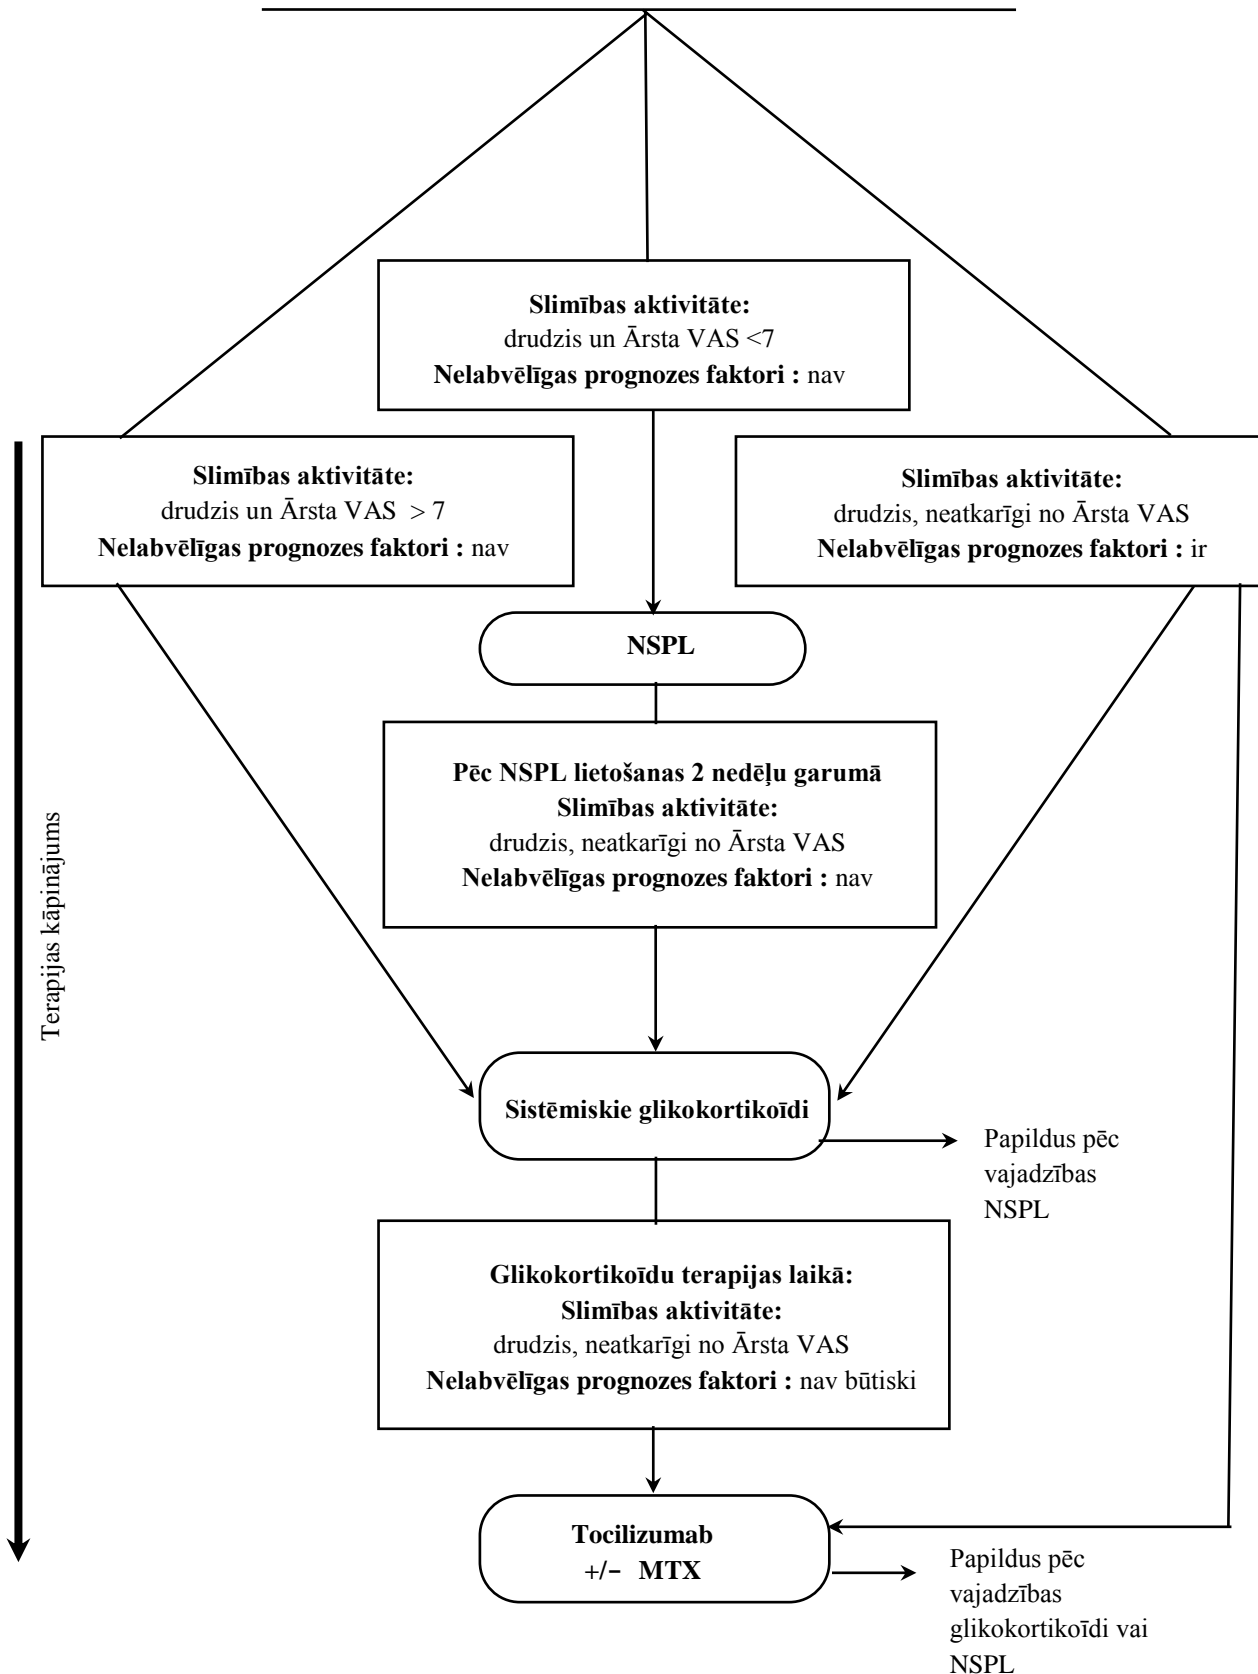 Slimības aktivitāte:
drudzis un Ārsta VAS <7
Nelabvēlīgas prognozes faktori : nav
Slimības aktivitāte:
drudzis un Ārsta VAS > 7
Nelabvēlīgas prognozes faktori : nav
Slimības aktivitāte:
drudzis, neatkarīgi no Ārsta VAS
Nelabvēlīgas prognozes faktori : ir
NSPL
Pēc NSPL lietošanas 2 nedēļu garumā
Slimības aktivitāte:
drudzis, neatkarīgi no Ārsta VAS
Nelabvēlīgas prognozes faktori : nav
Terapijas kāpinājums
Sistēmiskie glikokortikoīdi
Papildus pēc
vajadzības
NSPL
Glikokortikoīdu terapijas laikā:
Slimības aktivitāte:
drudzis, neatkarīgi no Ārsta VAS
Nelabvēlīgas prognozes faktori : nav būtiski
Tocilizumab
+/− MTX
Papildus pēc
vajadzības
glikokortikoīdi vai
NSPL